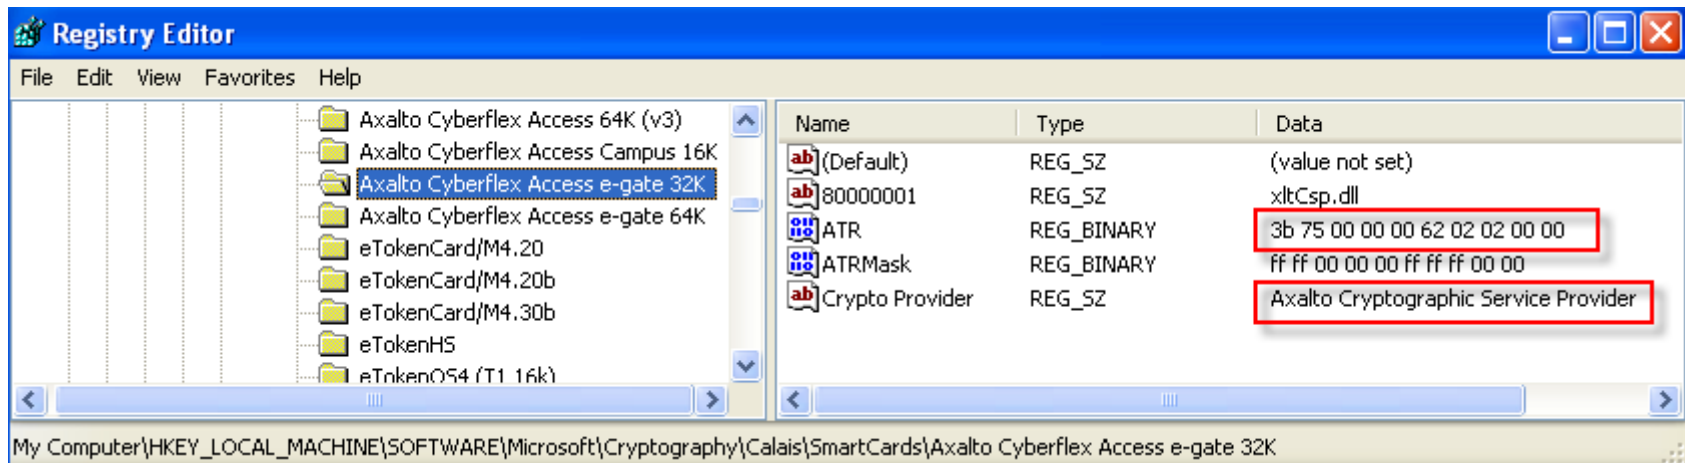 Registry Editor
File Edit View Favorites Help
Axalto Cyberflex Access 64K (v3)
Axalto Cyberflex Access Campus 16K
Axalto Cyberflex Access e-gate 32K
Axalto Cyberflex Access e-gate 64K
eTokenCard/M4.20
eTokenCard/M4.20b
eTokenCard/M4.30b
eTokenHS
eTokenOS4 (T1 16k)
Name Type Data
(Default) REG_SZ (value not set)
80000001 REG_SZ xltCsp.dll
ATR REG_BINARY 3b 75 00 00 00 62 02 02 00 00
ATRMask REG_BINARY ff ff 00 00 00 ff ff ff 00 00
Crypto Provider REG_SZ Axalto Cryptographic Service Provider
My Computer\HKEY_LOCAL_MACHINE\SOFTWARE\Microsoft\Cryptography\Calais\SmartCards\Axalto Cyberflex Access e-gate 32K